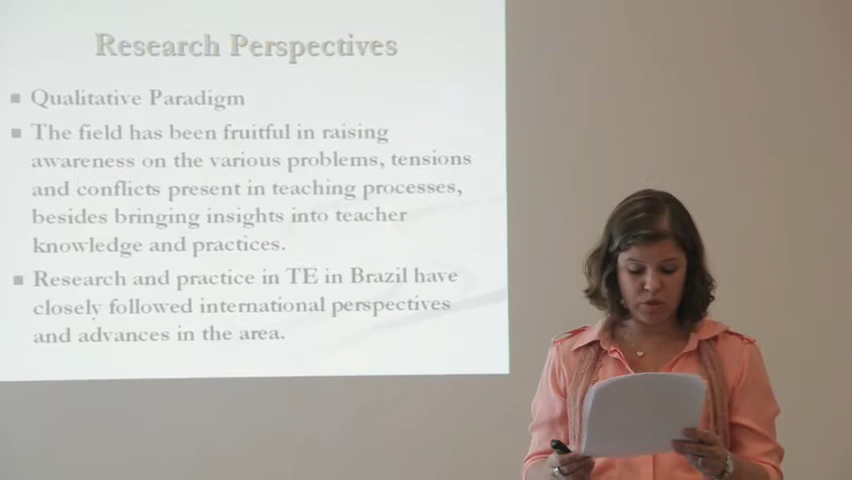 Research Perspectives
Qualitative Paradigm
The field has been fruitful in raising
awareness on the various problems, tensions
and conflicts present in teaching processes,
besides bringing insights into teacher
knowledge and practices.
Research and practice in TE in Brazil have
closely followed international perspectives
and advances in the area.